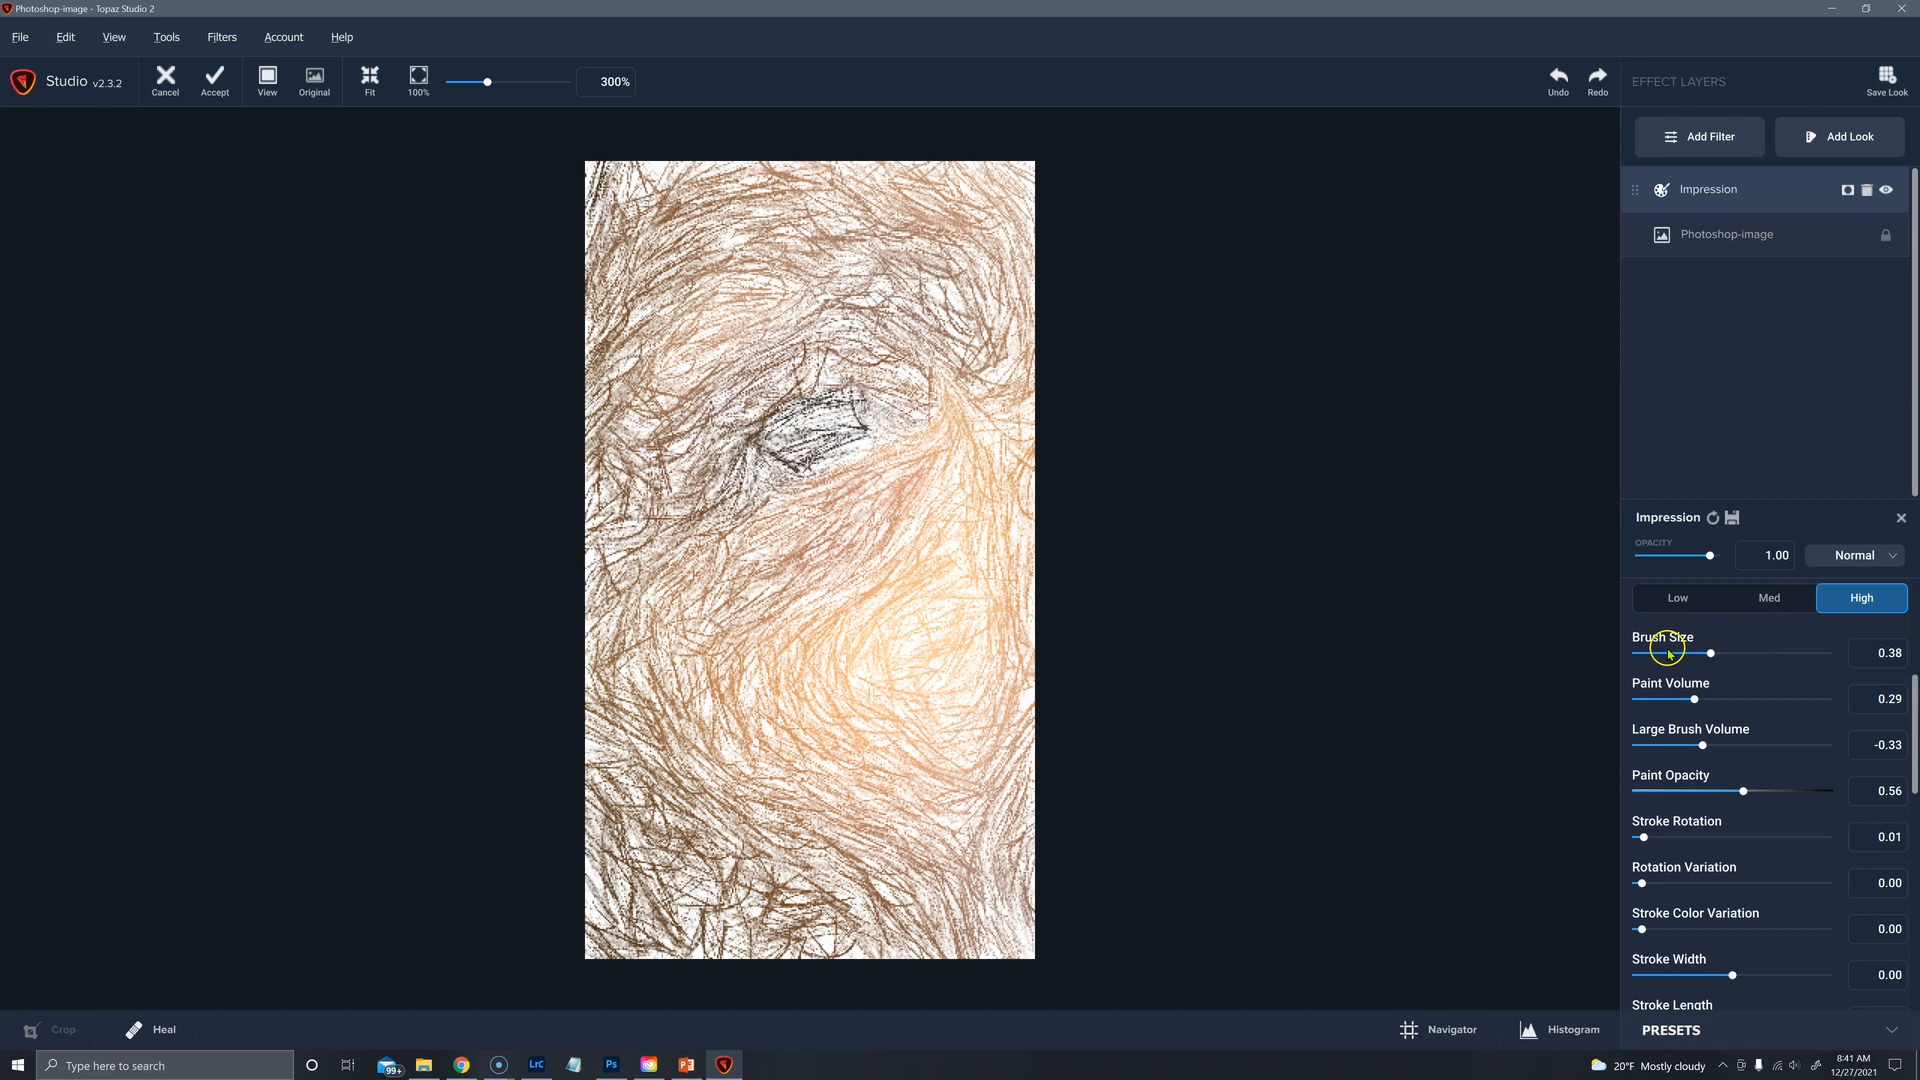 Photoshop-image - Topaz Studio 2
File Edit View Tools Filters Account Help
Studio v2.3.2
Cancel Accept View Original Fit 100% 300% Undo Redo
EFFECT LAYERS Save Look
Add Filter Add Look
Impression
Photoshop-image
Impression
OPACITY
1.00 Normal
Low Med High
Brush Size
0.38
Paint Volume
0.29
Large Brush Volume
-0.33
Paint Opacity
0.56
Stroke Rotation
0.01
Rotation Variation
0.00
Stroke Color Variation
0.00
Stroke Width
0.00
Stroke Length
Crop Heal Navigator Histogram PRESETS
Type here to search 99+ LrC Ps 20°F Mostly cloudy 8:41 AM
12/27/2021